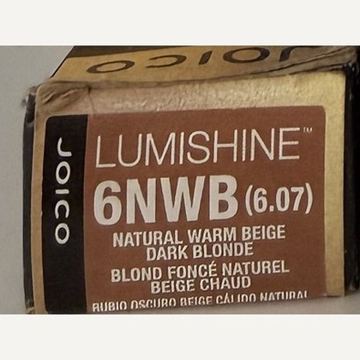 JOICO
JOICO
LUMISHINE™
6NWB (6.07)
NATURAL WARM BEIGE
DARK BLONDE
BLOND FONCÉ NATUREL
BEIGE CHAUD
RUBIO OSCURO BEIGE CÁLIDO NATURAL